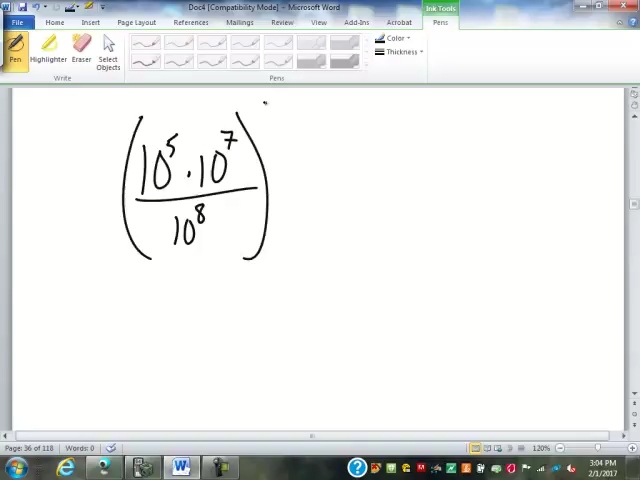 Doc4 [Compatibility Mode] - Microsoft Word
Ink Tools
File Home Insert Page Layout References Mailings Review View Add-Ins Acrobat Pens
Pen Highlighter Eraser Select Objects
Color
Thickness
Write Pens
(10⁵ · 10⁷
10⁸)
Page: 36 of 118 Words: 0 120%
3:04 PM
2/1/2017